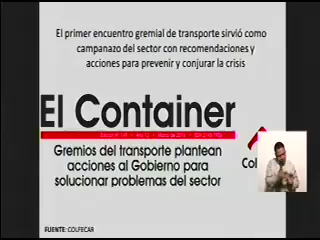 El primer encuentro gremial de transporte sirvió como
campanazo del sector con recomendaciones y
acciones para prevenir y conjurar la crisis
El Container
Gremios del transporte plantean
acciones al Gobierno para
solucionar problemas del sector
Col
FUENTE: COLFECAR